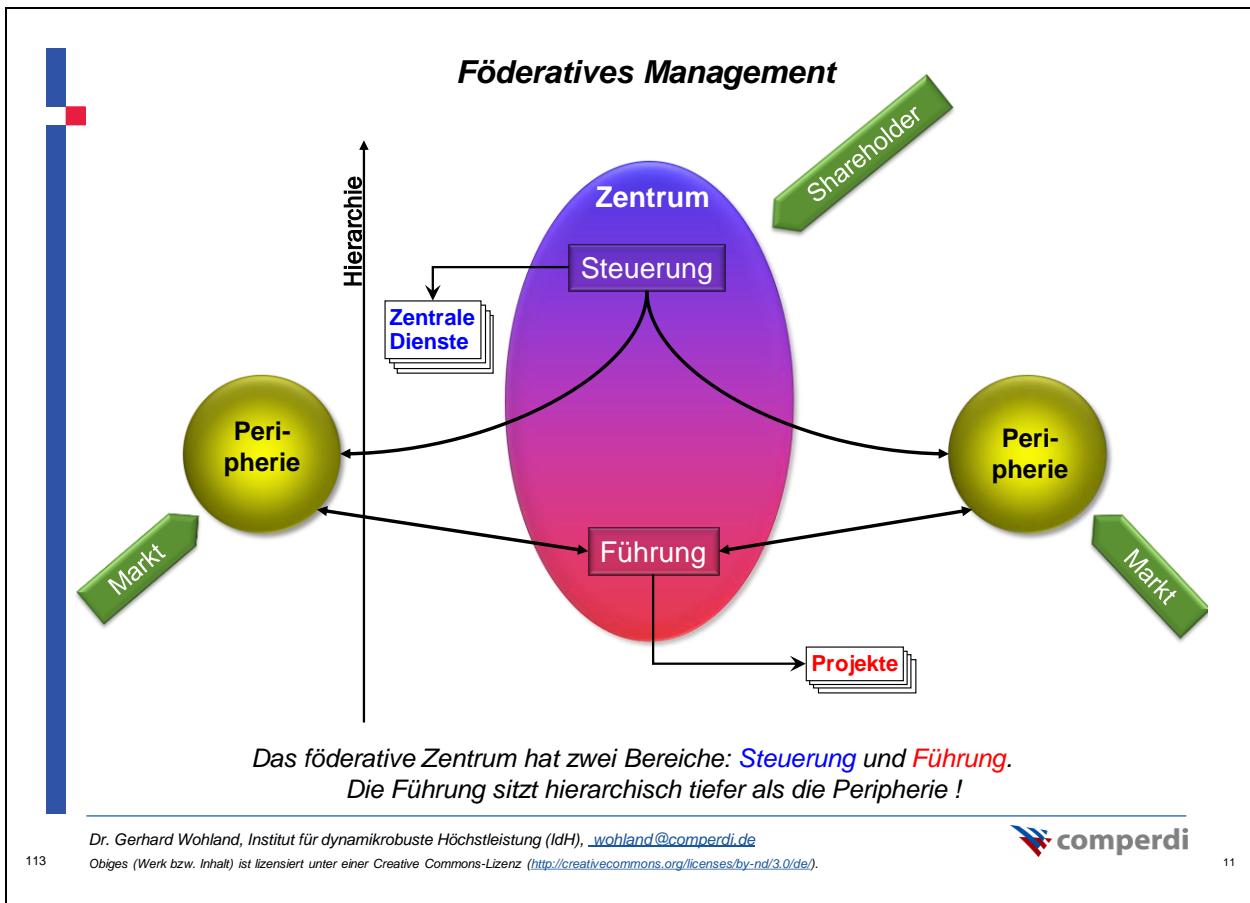 Föderatives Management
Shareholder
Hierarchie
Zentrum
Steuerung
Zentrale
Dienste
Peri-
pherie
Peri-
pherie
Markt
Führung
Markt
Projekte
Das föderative Zentrum hat zwei Bereiche: Steuerung und Führung.
Die Führung sitzt hierarchisch tiefer als die Peripherie !
Dr. Gerhard Wohland, Institut für dynamikrobuste Höchstleistung (IdH), wohland@comperdi.de
comperdi
113
Obiges (Werk bzw. Inhalt) ist lizensiert unter einer Creative Commons-Lizenz (http://creativecommons.org/licenses/by-nd/3.0/de/).
11